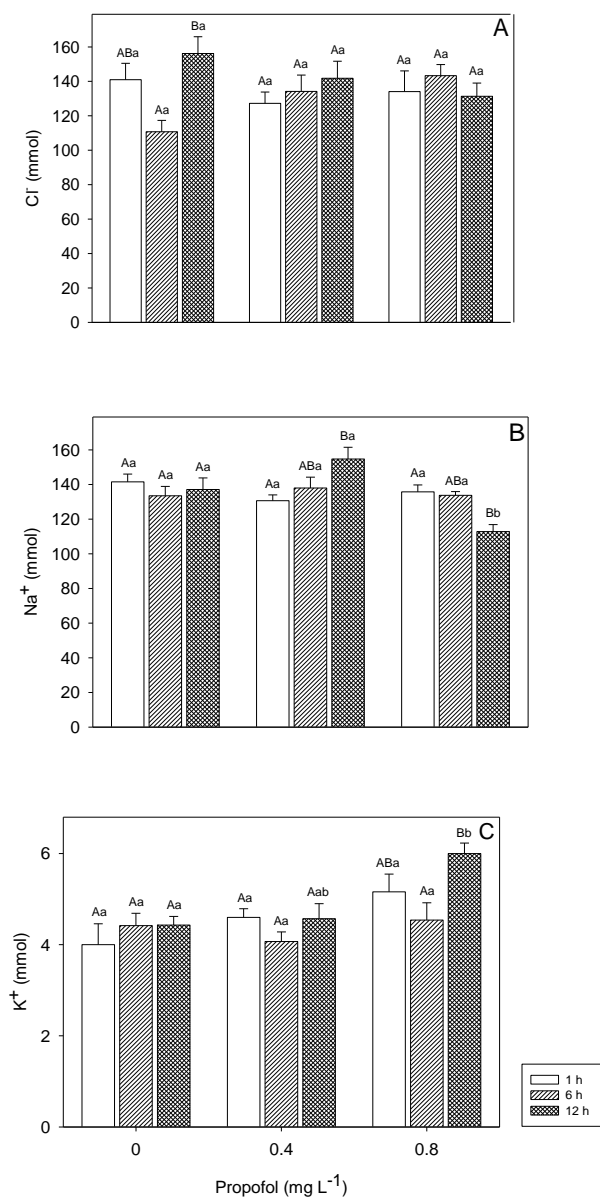 A
160
140
120
100
80
60
40
20
0
Cl⁻ (mmol)
ABa Aa Ba Aa Aa Aa Aa Aa Aa
B
160
140
120
100
80
60
40
20
0
Na⁺ (mmol)
Aa Aa Aa Aa ABa Ba Aa ABa Bb
C
6
4
2
0
K⁺ (mmol)
Aa Aa Aa Aa Aa Aab ABa Aa Bb
0 0.4 0.8
Propofol (mg L⁻¹)
1 h
6 h
12 h